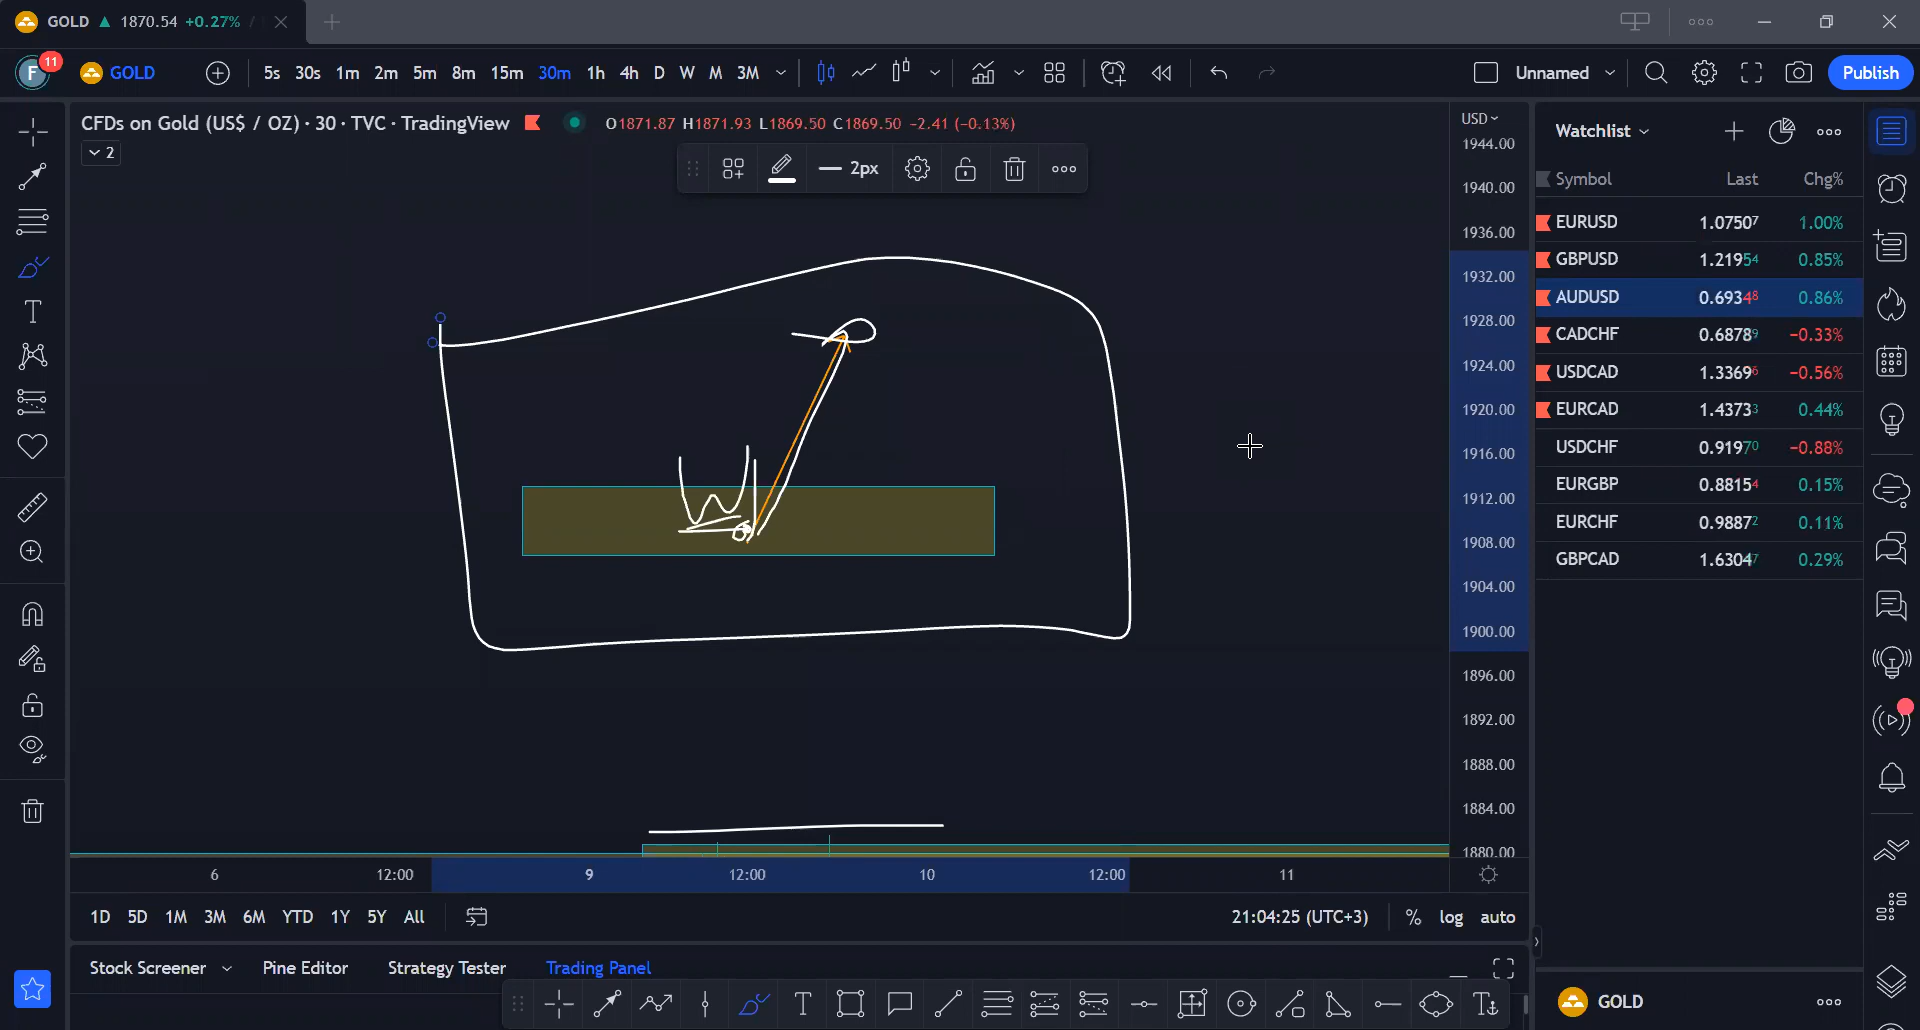 GOLD ▲ 1870.54 +0.27% /
F 11 GOLD 5s 30s 1m 2m 5m 8m 15m 30m 1h 4h D W M 3M Unnamed Publish
CFDs on Gold (US$ / OZ) · 30 · TVC · TradingView O1871.87 H1871.93 L1869.50 C1869.50 −2.41 (−0.13%)
2
2px
USD
1944.00
1940.00
1936.00
1932.00
1928.00
1924.00
1920.00
1916.00
1912.00
1908.00
1904.00
1900.00
1896.00
1892.00
1888.00
1884.00
1880.00
6 12:00 9 12:00 10 12:00 11
1D 5D 1M 3M 6M YTD 1Y 5Y All 21:04:25 (UTC+3) % log auto
Stock Screener Pine Editor Strategy Tester Trading Panel
Watchlist
Symbol Last Chg%
EURUSD 1.07507 1.00%
GBPUSD 1.21954 0.85%
AUDUSD 0.69348 0.86%
CADCHF 0.68789 −0.33%
USDCAD 1.33696 −0.56%
EURCAD 1.43733 0.44%
USDCHF 0.91970 −0.88%
EURGBP 0.88154 0.15%
EURCHF 0.98872 0.11%
GBPCAD 1.63047 0.29%
GOLD